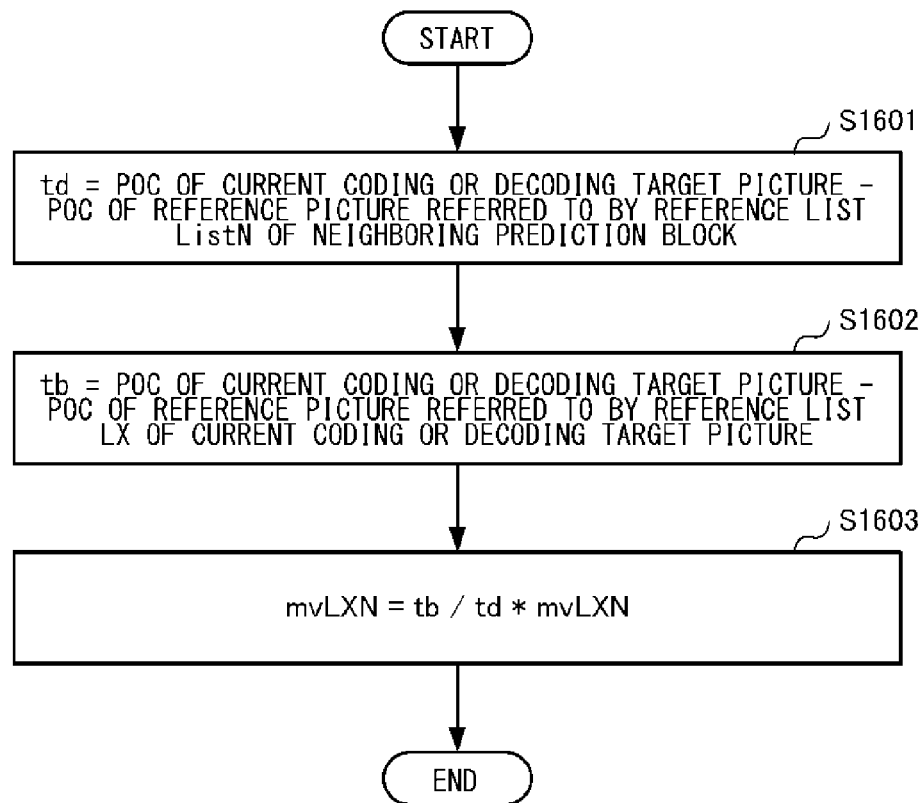 START
S1601
td = POC OF CURRENT CODING OR DECODING TARGET PICTURE –
POC OF REFERENCE PICTURE REFERRED TO BY REFERENCE LIST
ListN OF NEIGHBORING PREDICTION BLOCK
S1602
tb = POC OF CURRENT CODING OR DECODING TARGET PICTURE –
POC OF REFERENCE PICTURE REFERRED TO BY REFERENCE LIST
LX OF CURRENT CODING OR DECODING TARGET PICTURE
S1603
mvLXN = tb / td * mvLXN
END